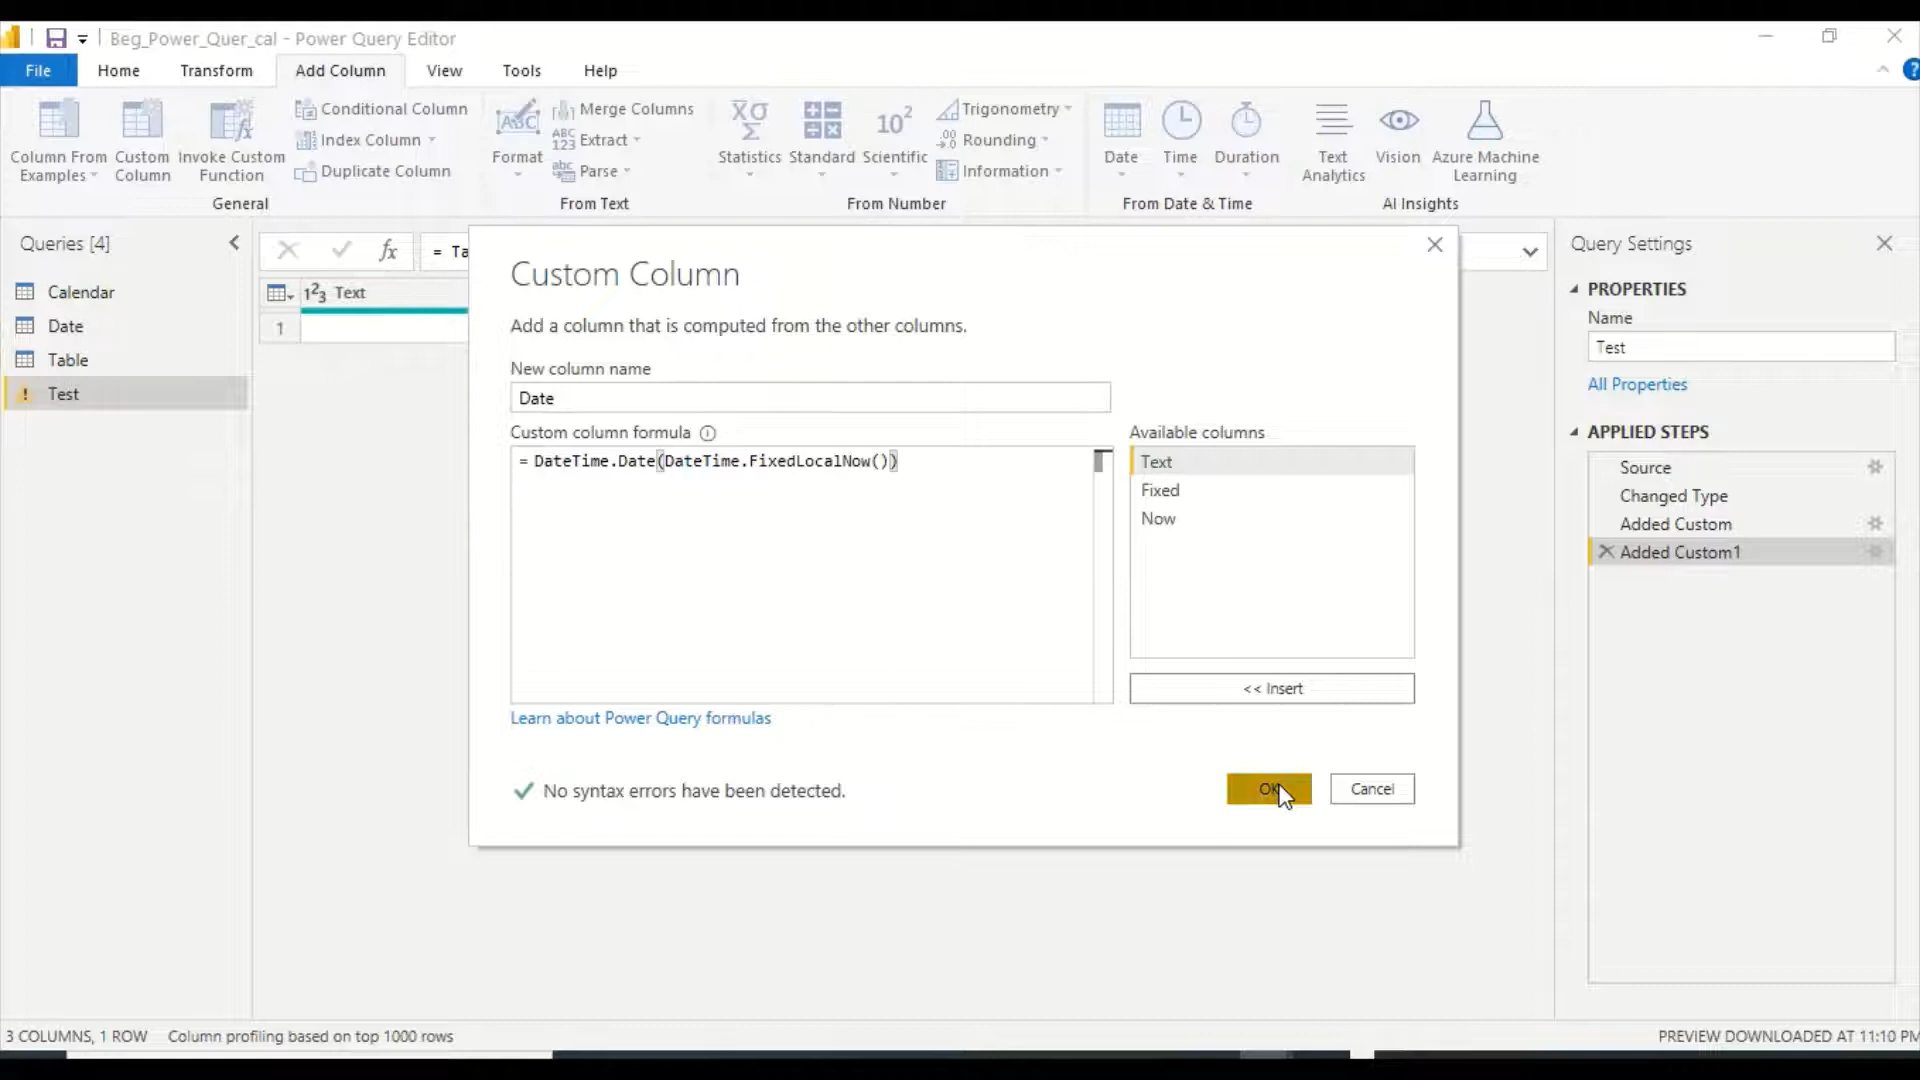 Beg_Power_Quer_cal - Power Query Editor
File Home Transform Add Column View Tools Help
Column From Examples
Custom Column
Invoke Custom Function
Conditional Column
Index Column
Duplicate Column
General
Format
Merge Columns
Extract
Parse
From Text
Statistics
Standard
Scientific
Trigonometry
Rounding
Information
From Number
Date
Time
Duration
From Date & Time
Text Analytics
Vision
Azure Machine Learning
AI Insights
Queries [4]
Calendar
Date
Table
Test
= Ta
Text
1
Custom Column
Add a column that is computed from the other columns.
New column name
Date
Custom column formula
= DateTime.Date(DateTime.FixedLocalNow())
Available columns
Text
Fixed
Now
<< Insert
Learn about Power Query formulas
No syntax errors have been detected.
OK
Cancel
Query Settings
PROPERTIES
Name
Test
All Properties
APPLIED STEPS
Source
Changed Type
Added Custom
Added Custom1
3 COLUMNS, 1 ROW Column profiling based on top 1000 rows
PREVIEW DOWNLOADED AT 11:10 PM